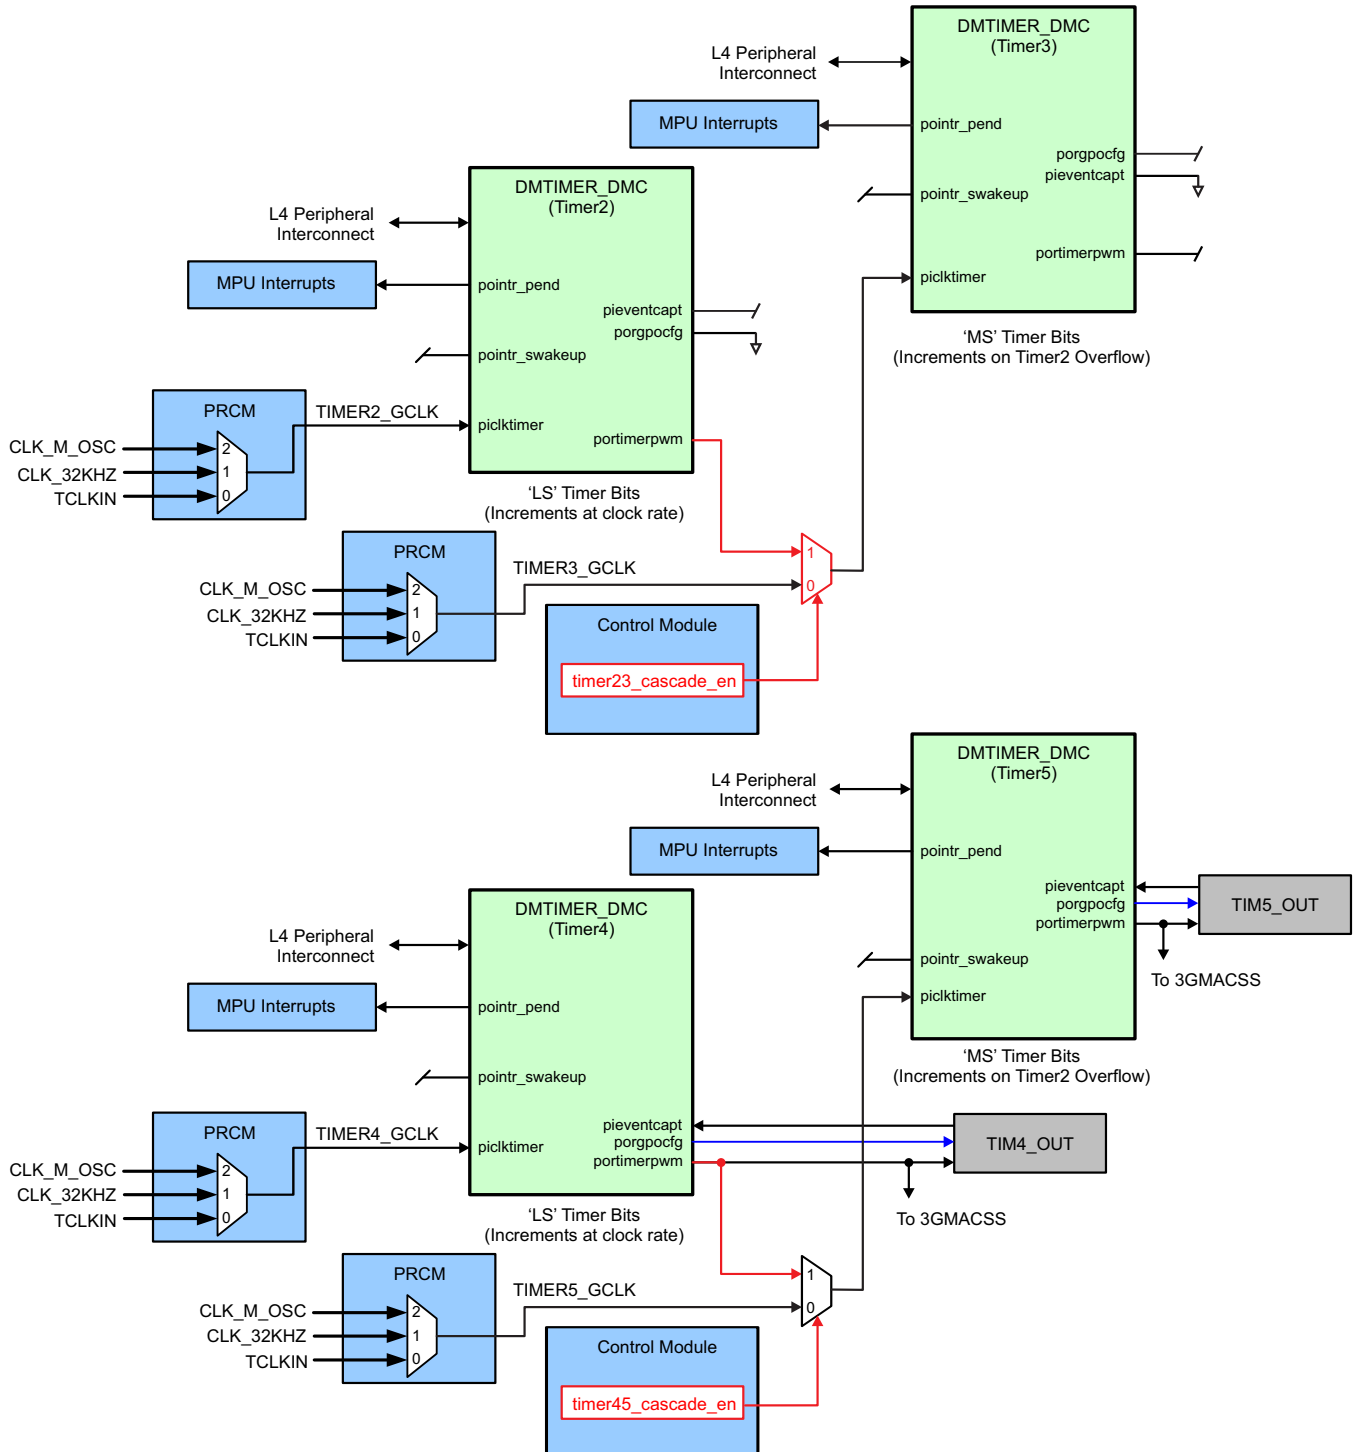 DMTIMER_DMC
(Timer3)
L4 Peripheral
Interconnect
MPU Interrupts
pointr_pend
porgpocfg
pieventcapt
pointr_swakeup
portimerpwm
piclktimer
'MS' Timer Bits
(Increments on Timer2 Overflow)
DMTIMER_DMC
(Timer2)
L4 Peripheral
Interconnect
MPU Interrupts
pointr_pend
pieventcapt
porgpocfg
pointr_swakeup
piclktimer
portimerpwm
'LS' Timer Bits
(Increments at clock rate)
PRCM
TIMER2_GCLK
CLK_M_OSC
2
CLK_32KHZ
1
TCLKIN
0
PRCM
TIMER3_GCLK
CLK_M_OSC
2
CLK_32KHZ
1
TCLKIN
0
1
0
Control Module
timer23_cascade_en
DMTIMER_DMC
(Timer5)
L4 Peripheral
Interconnect
MPU Interrupts
pointr_pend
pieventcapt
porgpocfg
portimerpwm
TIM5_OUT
To 3GMACSS
pointr_swakeup
piclktimer
'MS' Timer Bits
(Increments on Timer2 Overflow)
DMTIMER_DMC
(Timer4)
L4 Peripheral
Interconnect
MPU Interrupts
pointr_pend
pointr_swakeup
pieventcapt
porgpocfg
portimerpwm
piclktimer
TIM4_OUT
To 3GMACSS
'LS' Timer Bits
(Increments at clock rate)
PRCM
TIMER4_GCLK
CLK_M_OSC
2
CLK_32KHZ
1
TCLKIN
0
PRCM
TIMER5_GCLK
CLK_M_OSC
2
CLK_32KHZ
1
TCLKIN
0
1
0
Control Module
timer45_cascade_en